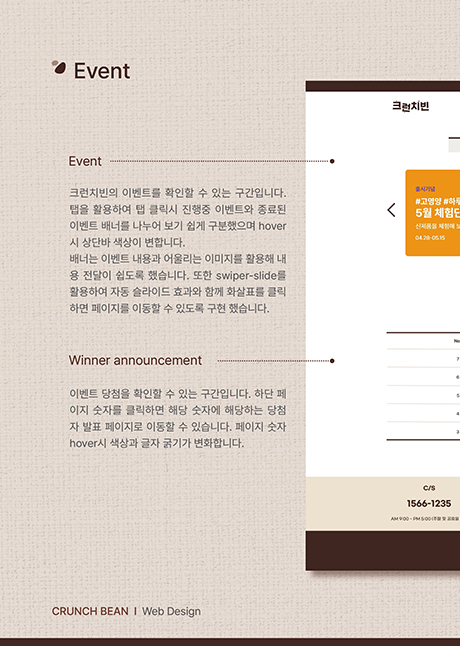 Event
Event
크런치빈의 이벤트를 확인할 수 있는 구간입니다.
탭을 활용하여 탭 클릭시 진행중 이벤트와 종료된
이벤트 배너를 나누어 보기 쉽게 구분했으며 hover
시 상단바 색상이 변합니다.
배너는 이벤트 내용과 어울리는 이미지를 활용해 내
용 전달이 쉽도록 했습니다. 또한 swiper-slide를
활용하여 자동 슬라이드 효과와 함께 화살표를 클릭
하면 페이지를 이동할 수 있도록 구현 했습니다.
Winner announcement
이벤트 당첨을 확인할 수 있는 구간입니다. 하단 페
이지 숫자를 클릭하면 해당 숫자에 해당하는 당첨
자 발표 페이지로 이동할 수 있습니다. 페이지 숫자
hover시 색상과 글자 굵기가 변화합니다.
크런치빈
출시기념
#고영양 #하루
5월 체험단
신제품을 체험해
04.28-05.15
No
7
6
5
4
3
C/S
1566-1235
AM 9:00 - PM 5:00 (주말 및 공휴일
CRUNCH BEAN I Web Design